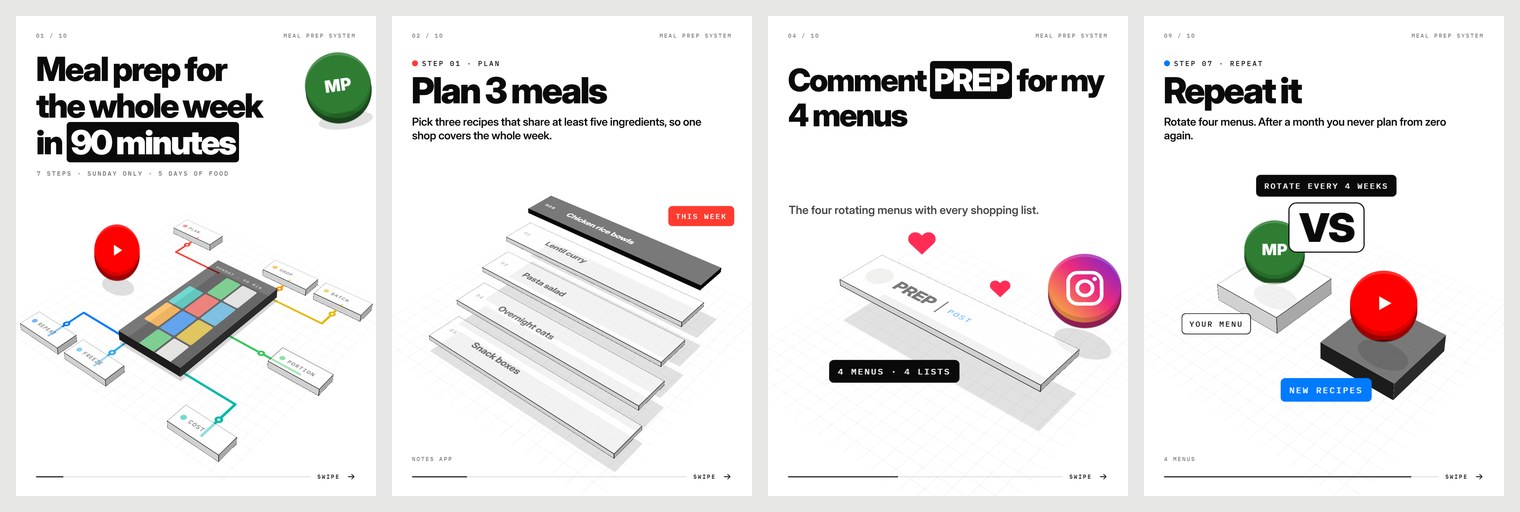 01 / 10
MEAL PREP SYSTEM
Meal prep for
the whole week
in 90 minutes
MP
7 STEPS · SUNDAY ONLY · 5 DAYS OF FOOD
PLAN
SHOP
BATCH
PORTION
COST
FREEZE
REPEAT
SWIPE →
02 / 10
MEAL PREP SYSTEM
STEP 01 · PLAN
Plan 3 meals
Pick three recipes that share at least five ingredients, so one
shop covers the whole week.
THIS WEEK
Chicken rice bowls
Lentil curry
Pasta salad
Overnight oats
Snack boxes
NOTES APP
SWIPE →
04 / 10
MEAL PREP SYSTEM
Comment PREP for my
4 menus
The four rotating menus with every shopping list.
PREP
POST
4 MENUS · 4 LISTS
SWIPE →
09 / 10
MEAL PREP SYSTEM
STEP 07 · REPEAT
Repeat it
Rotate four menus. After a month you never plan from zero
again.
ROTATE EVERY 4 WEEKS
VS
MP
YOUR MENU
NEW RECIPES
4 MENUS
SWIPE →